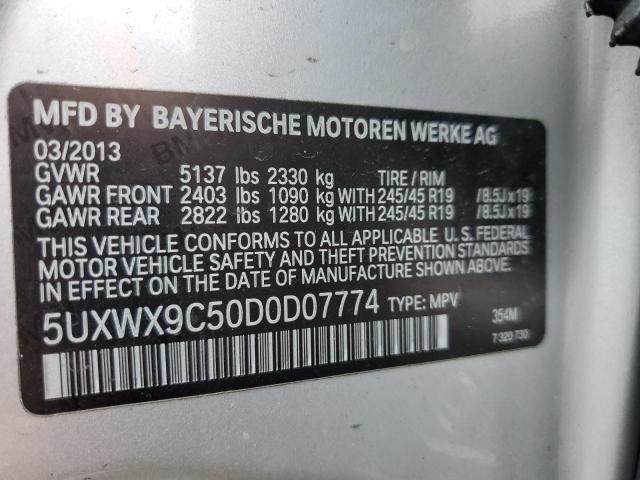 MFD BY BAYERISCHE MOTOREN WERKE AG
03/2013
GVWR 5137 lbs 2330 kg TIRE / RIM
GAWR FRONT 2403 lbs 1090 kg WITH 245/45 R19 /8.5J x 19
GAWR REAR 2822 lbs 1280 kg WITH 245/45 R19 /8.5J x 19
THIS VEHICLE CONFORMS TO ALL APPLICABLE U.S. FEDERAL
MOTOR VEHICLE SAFETY AND THEFT PREVENTION STANDARDS
IN EFFECT ON THE DATE OF MANUFACTURE SHOWN ABOVE.
5UXWX9C50D0D07774 TYPE: MPV 354M
7 320 730